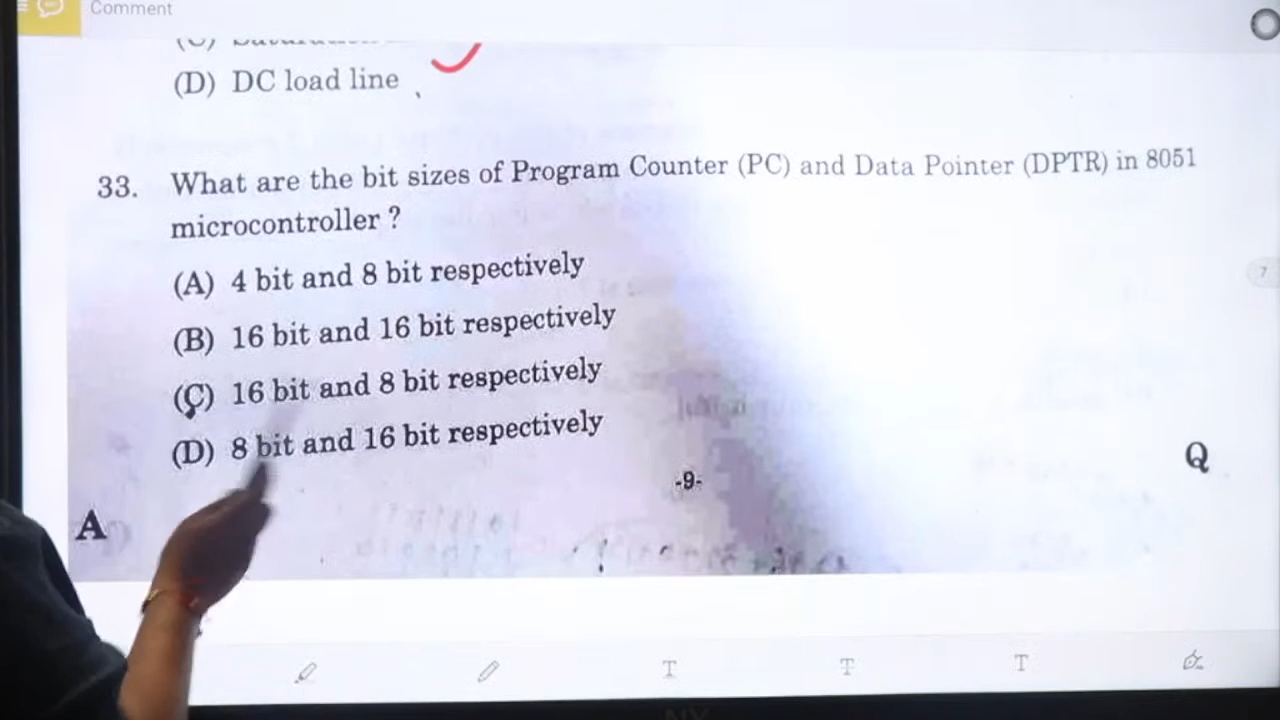 Comment
(D) DC load line
33. What are the bit sizes of Program Counter (PC) and Data Pointer (DPTR) in 8051
microcontroller ?
(A) 4 bit and 8 bit respectively
(B) 16 bit and 16 bit respectively
(C) 16 bit and 8 bit respectively
(D) 8 bit and 16 bit respectively
-9-
Q
A
7
T T T